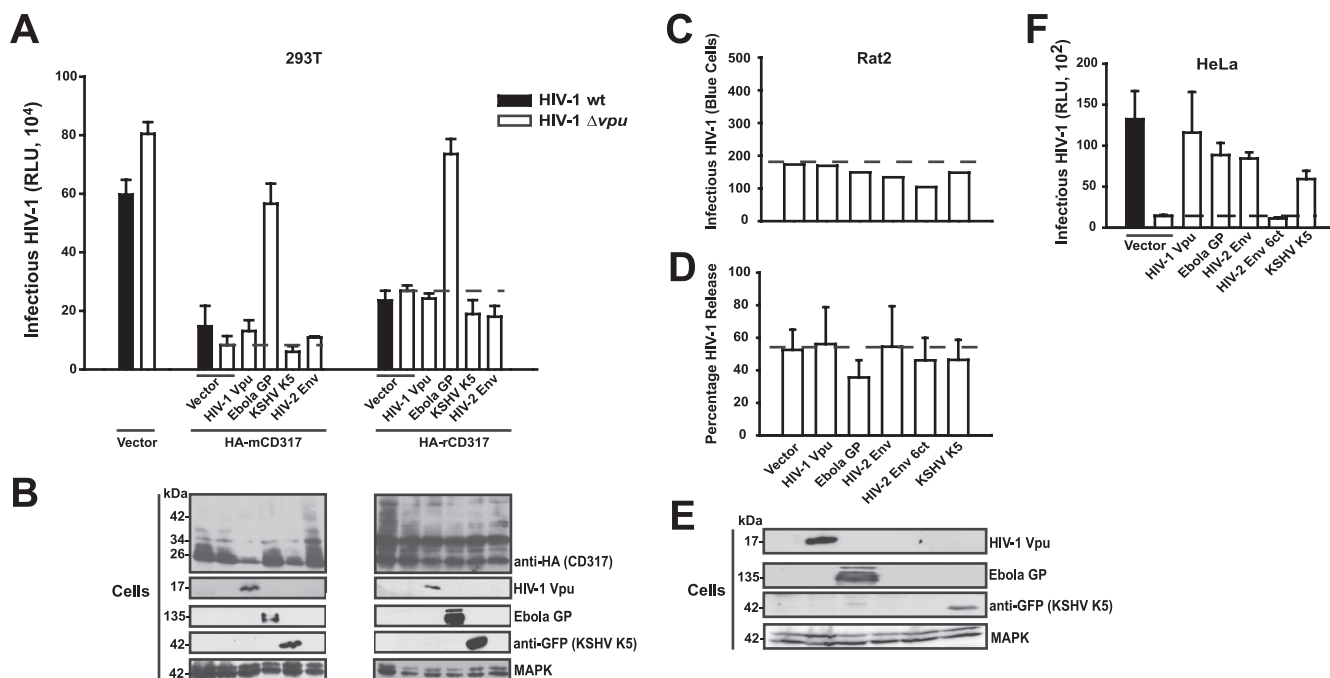 A
293T
Infectious HIV-1 (RLU, 10⁴)
100
80
60
40
20
0
HIV-1 wt
HIV-1 Δvpu
Vector
HIV-1 Vpu
Ebola GP
KSHV K5
HIV-2 Env
Vector
HIV-1 Vpu
Ebola GP
KSHV K5
HIV-2 Env
Vector
HA-mCD317
HA-rCD317
B
kDa
42
34
26
anti-HA (CD317)
Cells
17
HIV-1 Vpu
135
Ebola GP
42
anti-GFP (KSHV K5)
42
MAPK
C
Rat2
Infectious HIV-1 (Blue Cells)
500
400
300
200
100
0
D
Percentage HIV-1 Release
100
80
60
40
20
0
Vector
HIV-1 Vpu
Ebola GP
HIV-2 Env
HIV-2 Env 6ct
KSHV K5
E
kDa
17
HIV-1 Vpu
135
Ebola GP
Cells
42
anti-GFP (KSHV K5)
42
MAPK
F
HeLa
Infectious HIV-1 (RLU, 10²)
200
150
100
50
0
Vector
HIV-1 Vpu
Ebola GP
HIV-2 Env
HIV-2 Env 6ct
KSHV K5